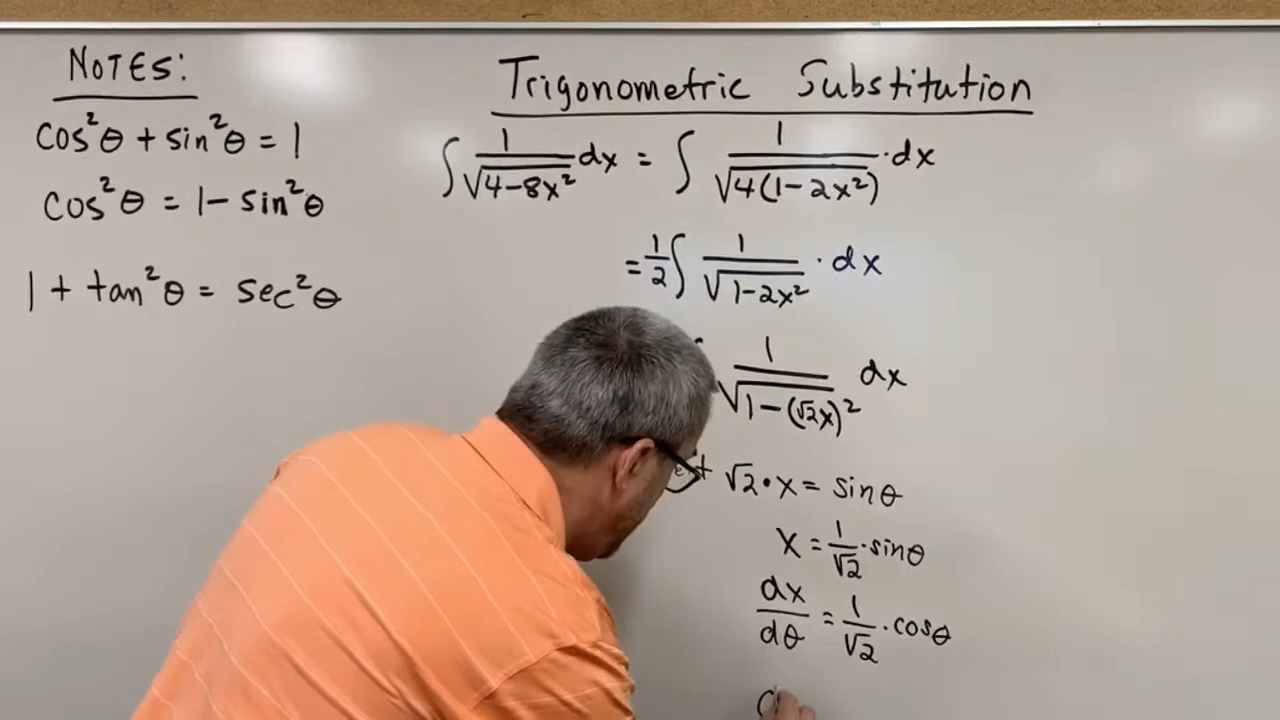 NOTES:
cos²θ + sin²θ = 1
cos²θ = 1 - sin²θ
1 + tan²θ = sec²θ
Trigonometric Substitution
∫ 1/√(4-8x²) dx = ∫ 1/√(4(1-2x²)) · dx
= 1/2 ∫ 1/√(1-2x²) · dx
1/√(1-(√2x)²) dx
√2 · x = sinθ
x = 1/√2 · sinθ
dx/dθ = 1/√2 · cosθ